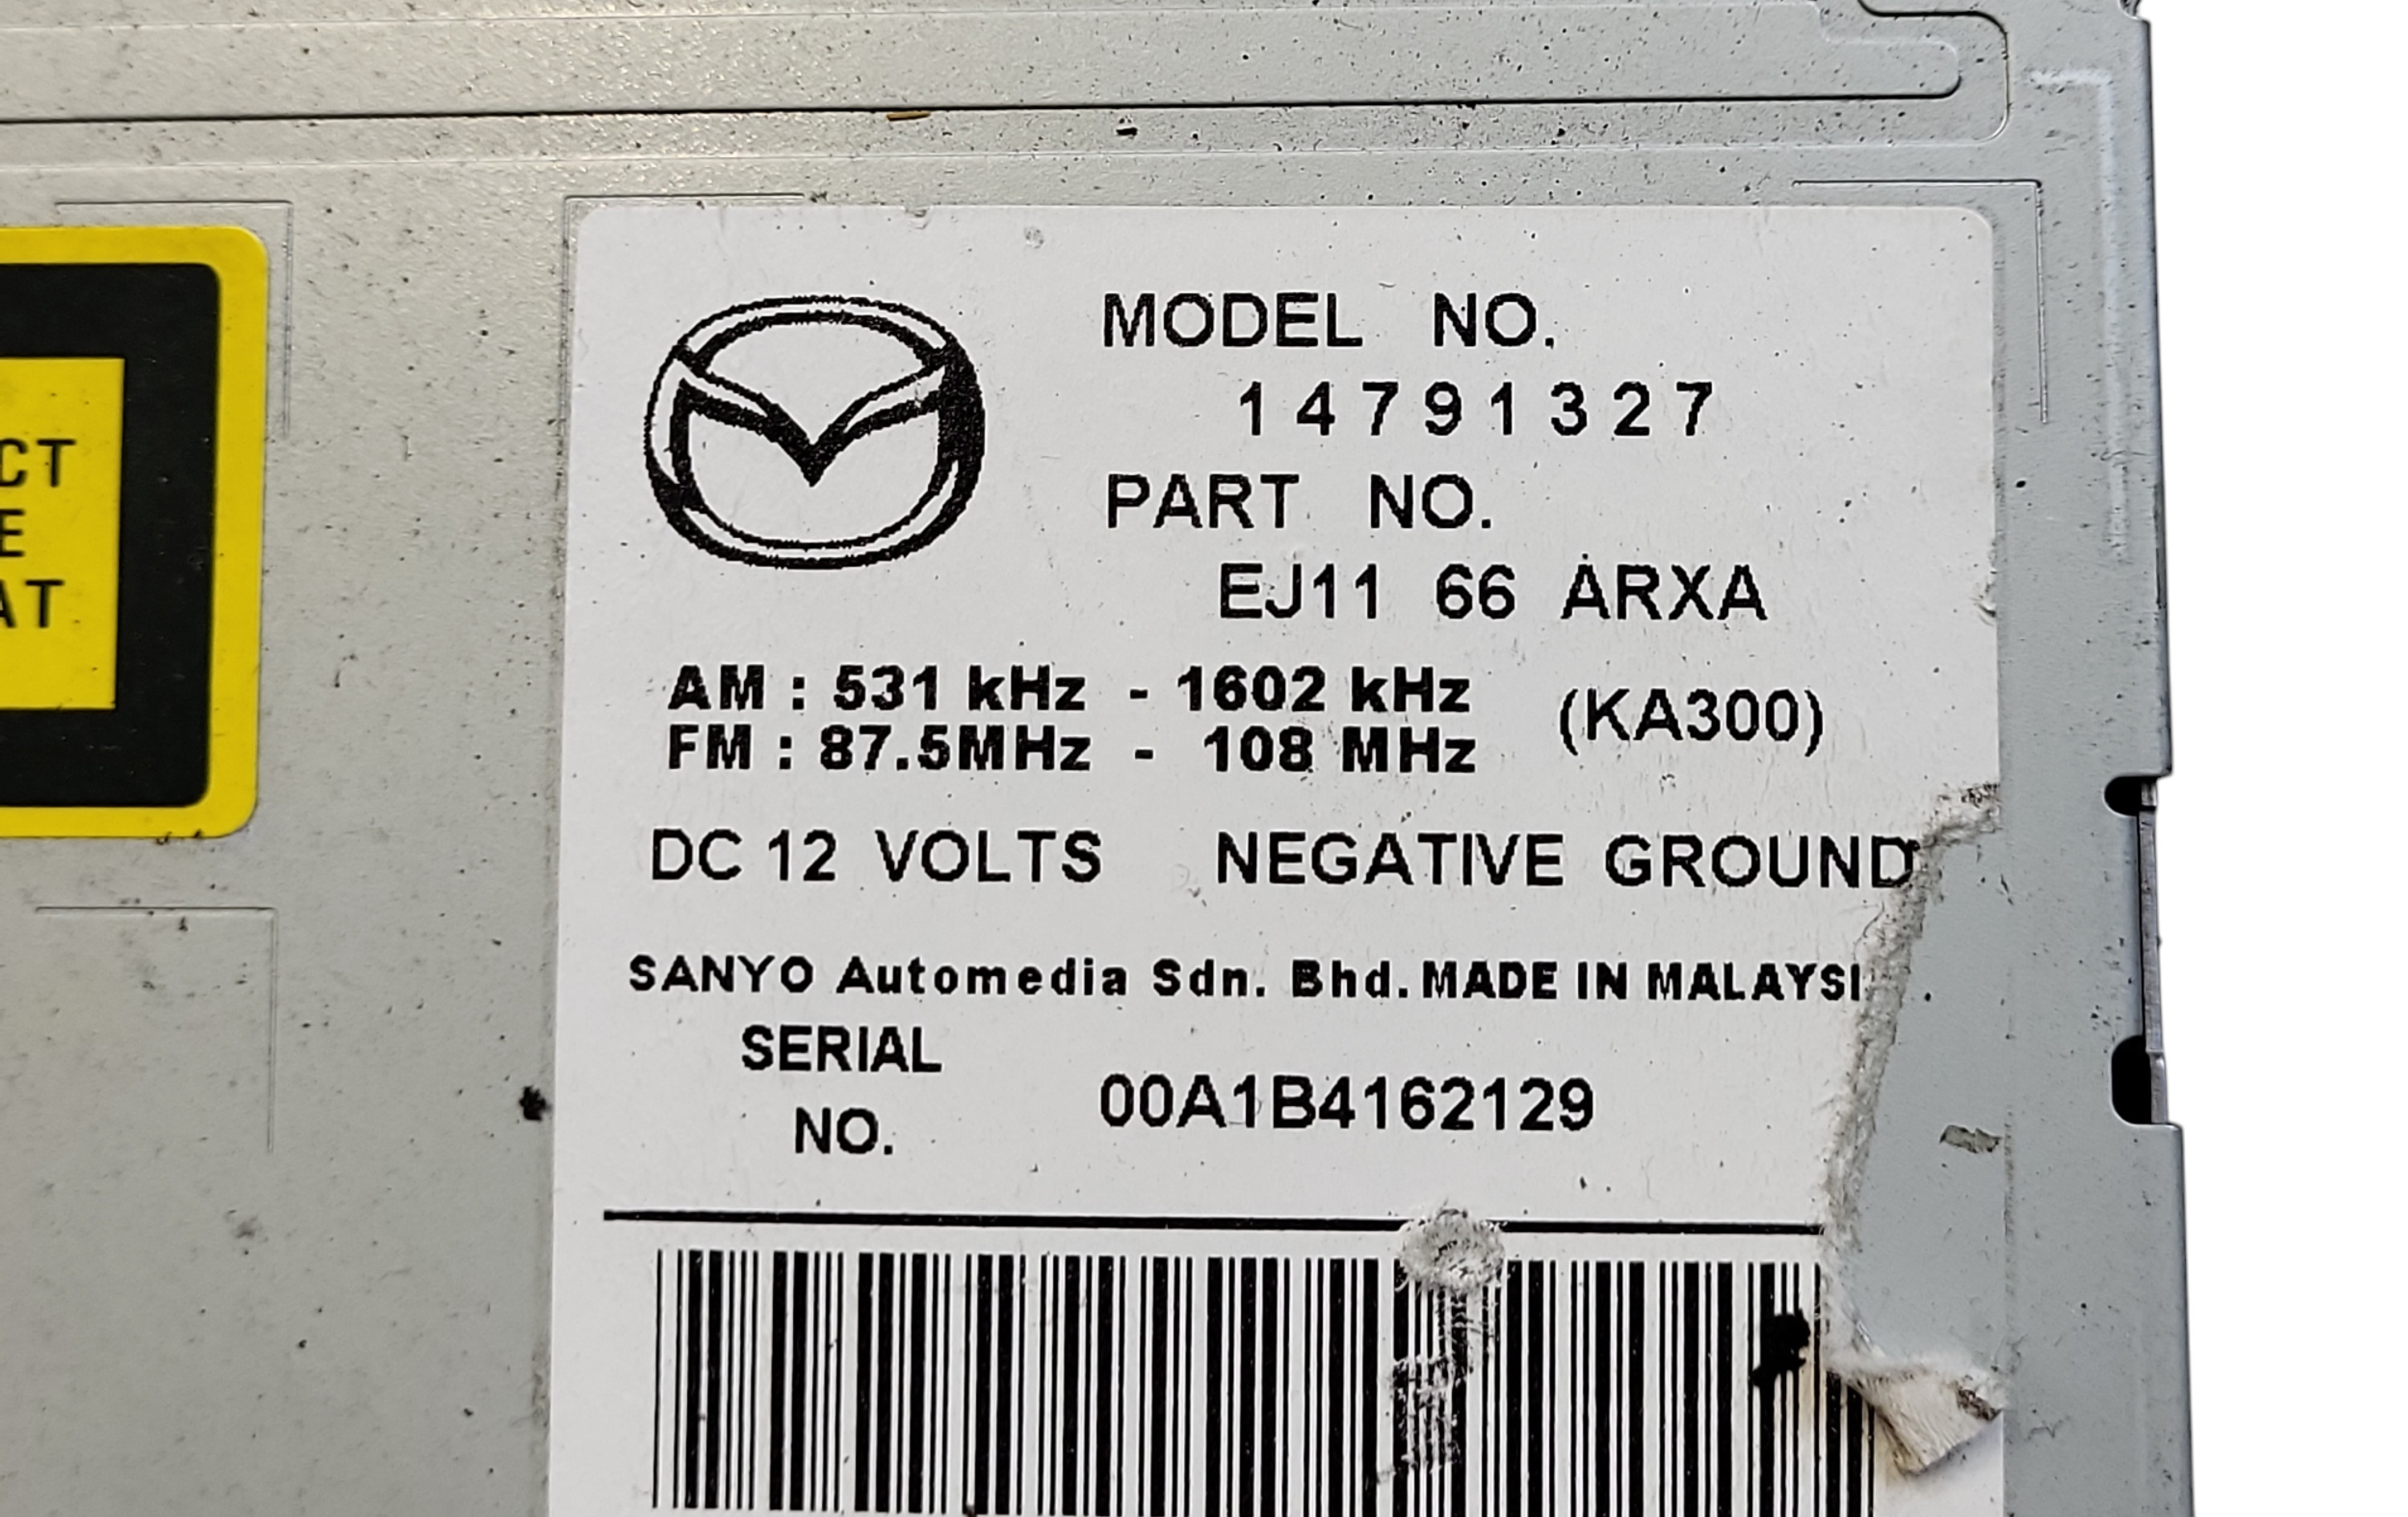 CT
E
AT
MODEL NO.
14791327
PART NO.
EJ11 66 ARXA
AM : 531 kHz - 1602 kHz
FM : 87.5MHz - 108 MHz
(KA300)
DC 12 VOLTS NEGATIVE GROUND
SANYO Automedia Sdn. Bhd. MADE IN MALAYSI
SERIAL
NO.
00A1B4162129